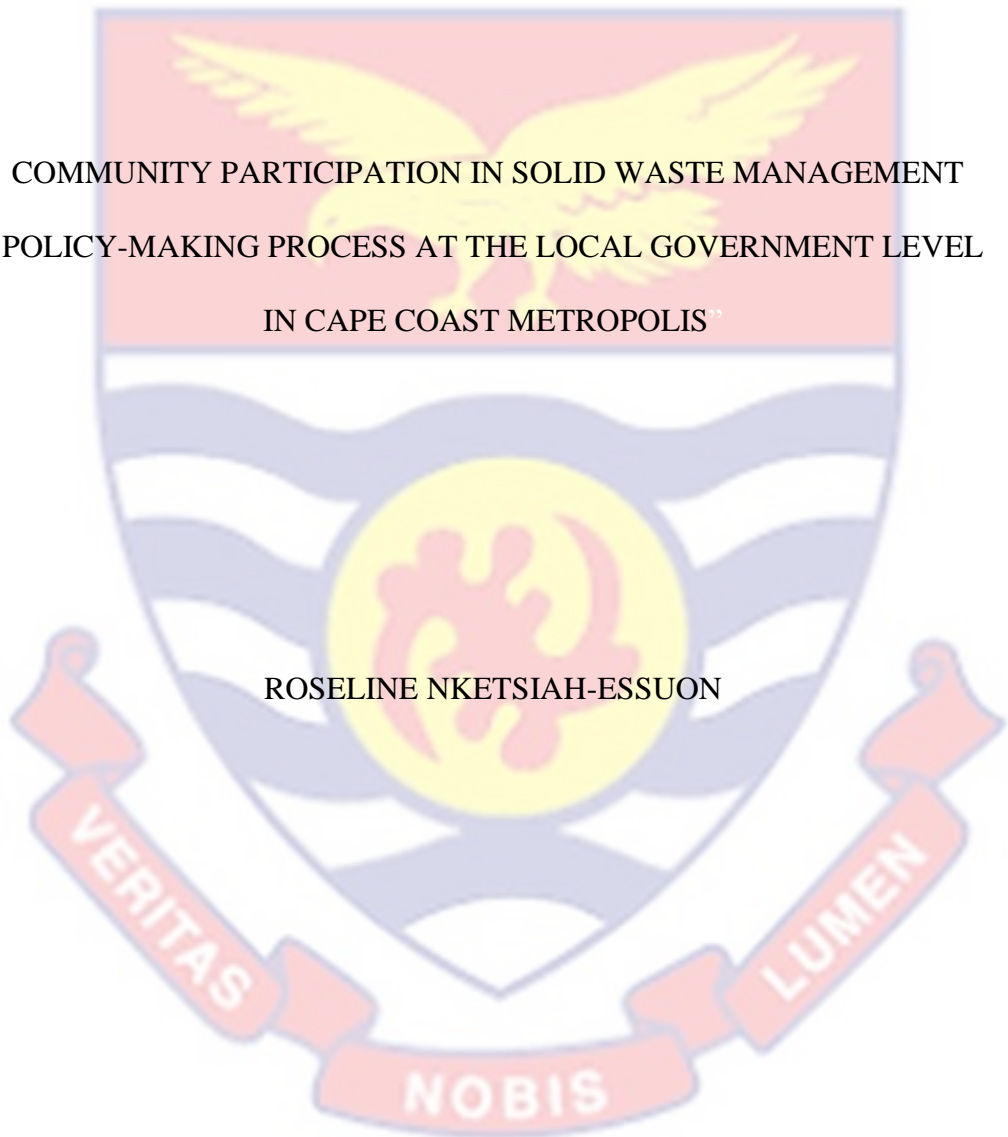 COMMUNITY PARTICIPATION IN SOLID WASTE MANAGEMENT
POLICY-MAKING PROCESS AT THE LOCAL GOVERNMENT LEVEL
IN CAPE COAST METROPOLIS”
ROSELINE NKETSIAH-ESSUON
VERITAS
NOBIS
LUMEN